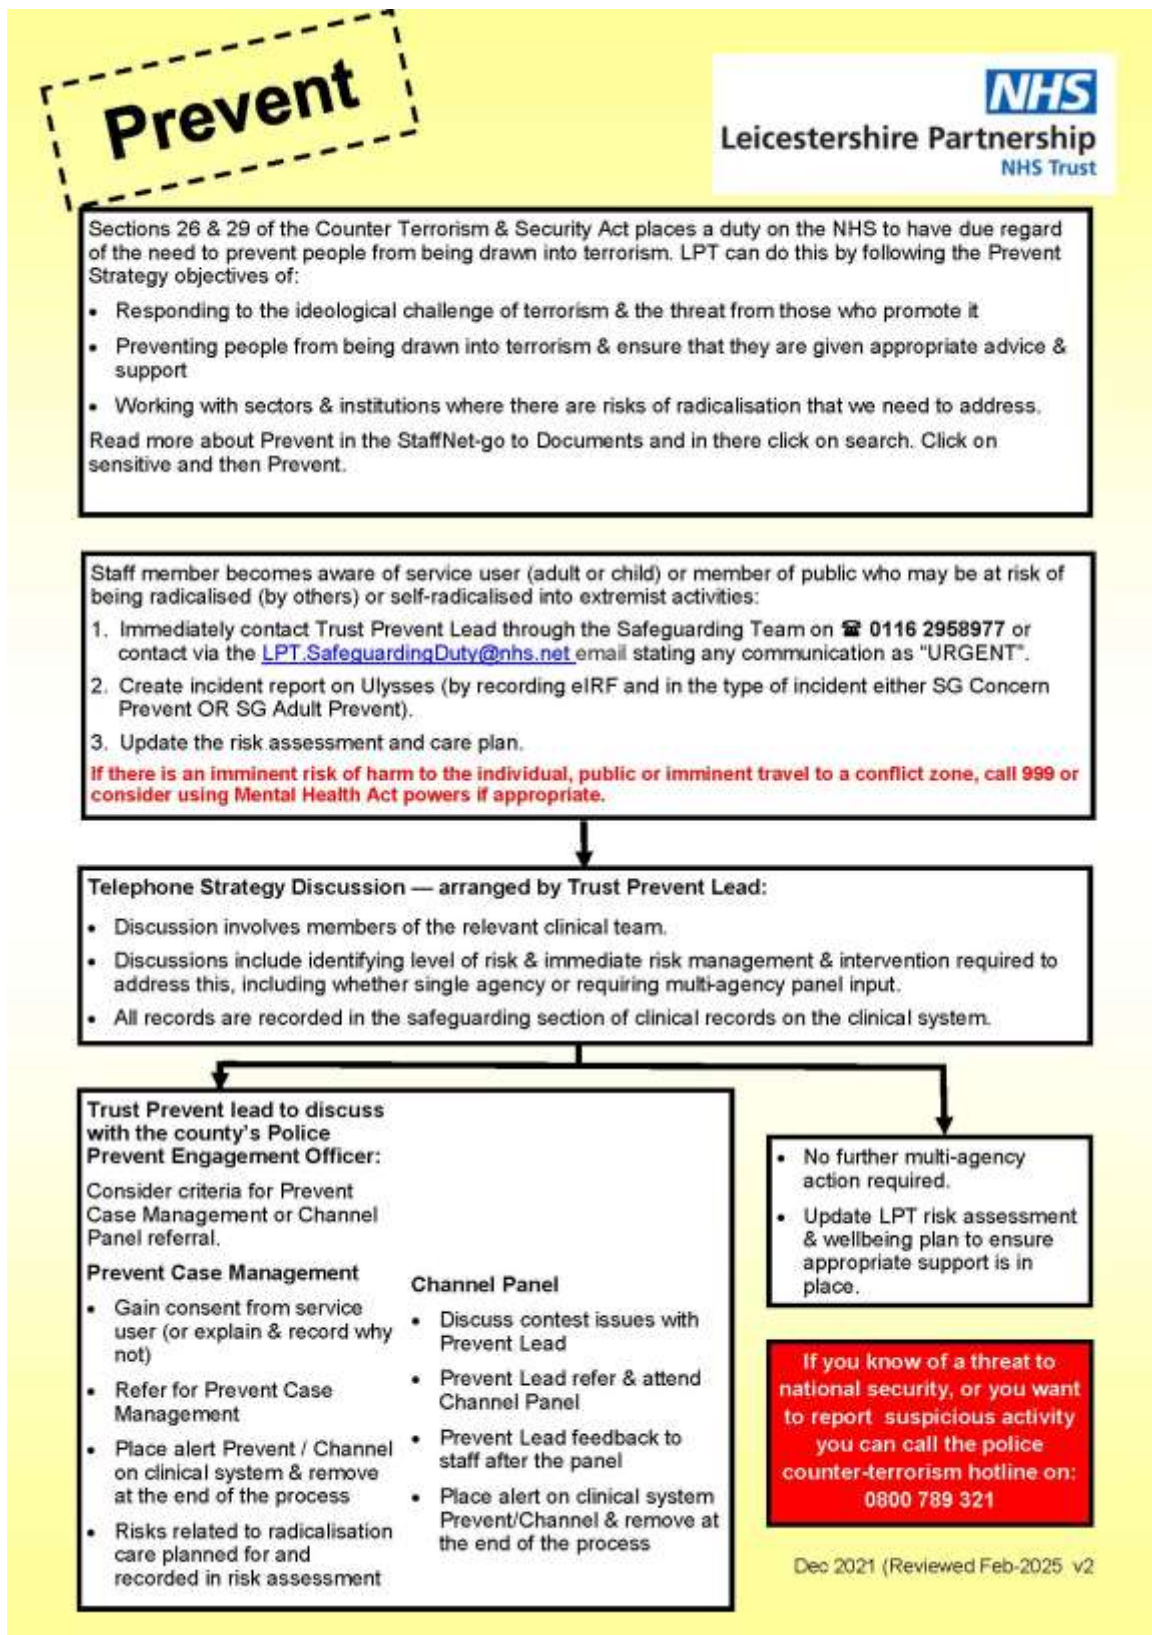 Prevent
NHS
Leicestershire Partnership
NHS Trust
Sections 26 & 29 of the Counter Terrorism & Security Act places a duty on the NHS to have due regard
of the need to prevent people from being drawn into terrorism. LPT can do this by following the Prevent
Strategy objectives of:
• Responding to the ideological challenge of terrorism & the threat from those who promote it
• Preventing people from being drawn into terrorism & ensure that they are given appropriate advice &
support
• Working with sectors & institutions where there are risks of radicalisation that we need to address.
Read more about Prevent in the StaffNet-go to Documents and in there click on search. Click on
sensitive and then Prevent.
Staff member becomes aware of service user (adult or child) or member of public who may be at risk of
being radicalised (by others) or self-radicalised into extremist activities:
1. Immediately contact Trust Prevent Lead through the Safeguarding Team on ☎ 0116 2958977 or
contact via the LPT.SafeguardingDuty@nhs.net email stating any communication as "URGENT".
2. Create incident report on Ulysses (by recording eIRF and in the type of incident either SG Concern
Prevent OR SG Adult Prevent).
3. Update the risk assessment and care plan.
If there is an imminent risk of harm to the individual, public or imminent travel to a conflict zone, call 999 or
consider using Mental Health Act powers if appropriate.
Telephone Strategy Discussion — arranged by Trust Prevent Lead:
• Discussion involves members of the relevant clinical team.
• Discussions include identifying level of risk & immediate risk management & intervention required to
address this, including whether single agency or requiring multi-agency panel input.
• All records are recorded in the safeguarding section of clinical records on the clinical system.
Trust Prevent lead to discuss
with the county's Police
Prevent Engagement Officer:
Consider criteria for Prevent
Case Management or Channel
Panel referral.
Prevent Case Management
• Gain consent from service
user (or explain & record why
not)
• Refer for Prevent Case
Management
• Place alert Prevent / Channel
on clinical system & remove
at the end of the process
• Risks related to radicalisation
care planned for and
recorded in risk assessment
Channel Panel
• Discuss contest issues with
Prevent Lead
• Prevent Lead refer & attend
Channel Panel
• Prevent Lead feedback to
staff after the panel
• Place alert on clinical system
Prevent/Channel & remove at
the end of the process
• No further multi-agency
action required.
• Update LPT risk assessment
& wellbeing plan to ensure
appropriate support is in
place.
If you know of a threat to
national security, or you want
to report suspicious activity
you can call the police
counter-terrorism hotline on:
0800 789 321
Dec 2021 (Reviewed Feb-2025 v2